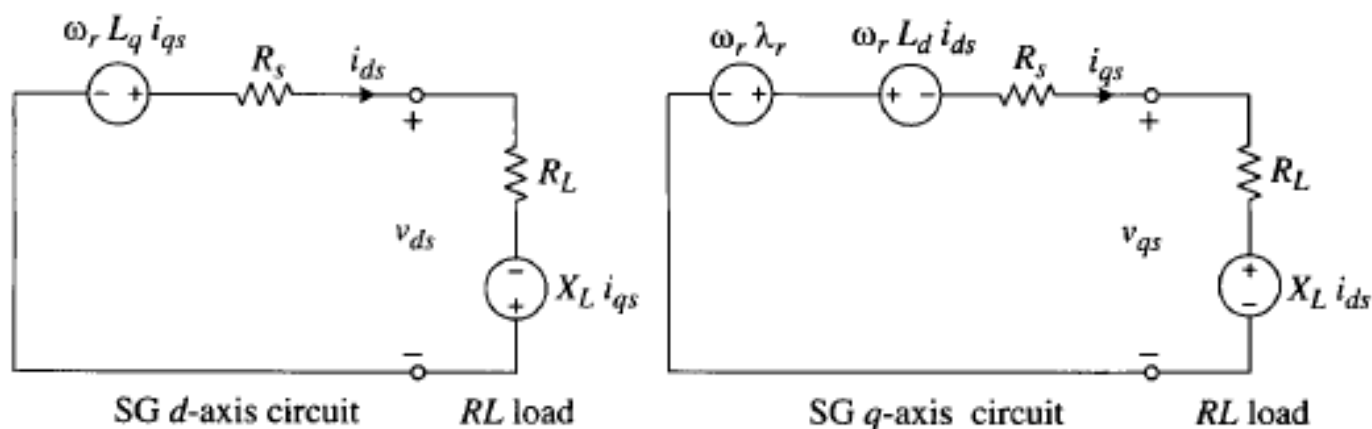 ωr Lq iqs
Rs
ids
+
RL
vds
XL iqs
−
SG d-axis circuit
RL load
ωr λr
ωr Ld ids
Rs
iqs
+
RL
vqs
XL ids
−
SG q-axis circuit
RL load